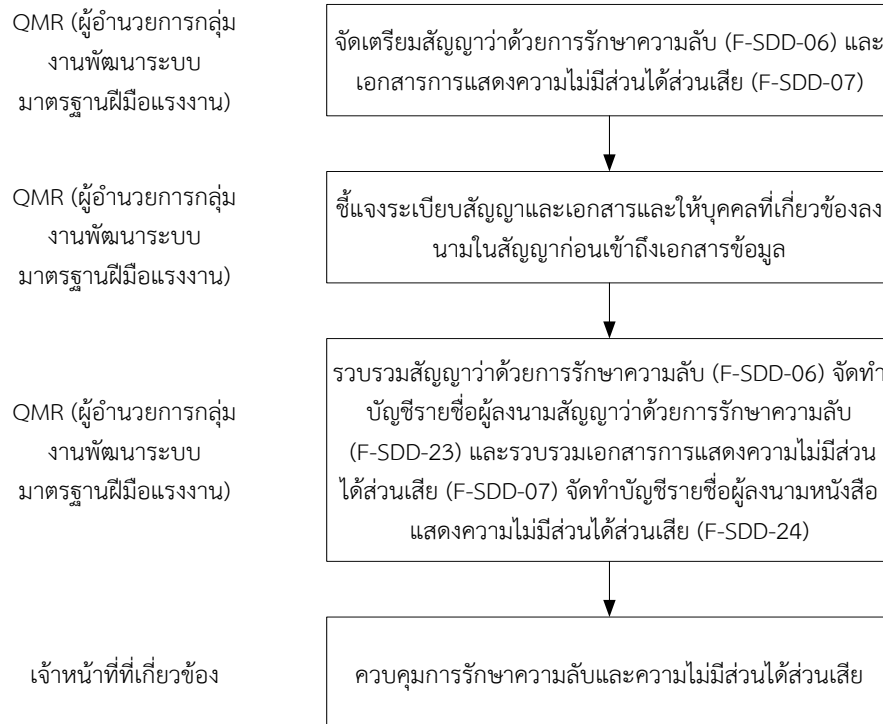 QMR (ผู้อำนวยการกลุ่ม
งานพัฒนาระบบ
มาตรฐานฝีมือแรงงาน)
จัดเตรียมสัญญาว่าด้วยการรักษาความลับ (F-SDD-06) และ
เอกสารการแสดงความไม่มีส่วนได้ส่วนเสีย (F-SDD-07)
QMR (ผู้อำนวยการกลุ่ม
งานพัฒนาระบบ
มาตรฐานฝีมือแรงงาน)
ชี้แจงระเบียบสัญญาและเอกสารและให้บุคคลที่เกี่ยวข้องลง
นามในสัญญาก่อนเข้าถึงเอกสารข้อมูล
QMR (ผู้อำนวยการกลุ่ม
งานพัฒนาระบบ
มาตรฐานฝีมือแรงงาน)
รวบรวมสัญญาว่าด้วยการรักษาความลับ (F-SDD-06) จัดทำ
บัญชีรายชื่อผู้ลงนามสัญญาว่าด้วยการรักษาความลับ
(F-SDD-23) และรวบรวมเอกสารการแสดงความไม่มีส่วน
ได้ส่วนเสีย (F-SDD-07) จัดทำบัญชีรายชื่อผู้ลงนามหนังสือ
แสดงความไม่มีส่วนได้ส่วนเสีย (F-SDD-24)
เจ้าหน้าที่ที่เกี่ยวข้อง
ควบคุมการรักษาความลับและความไม่มีส่วนได้ส่วนเสีย